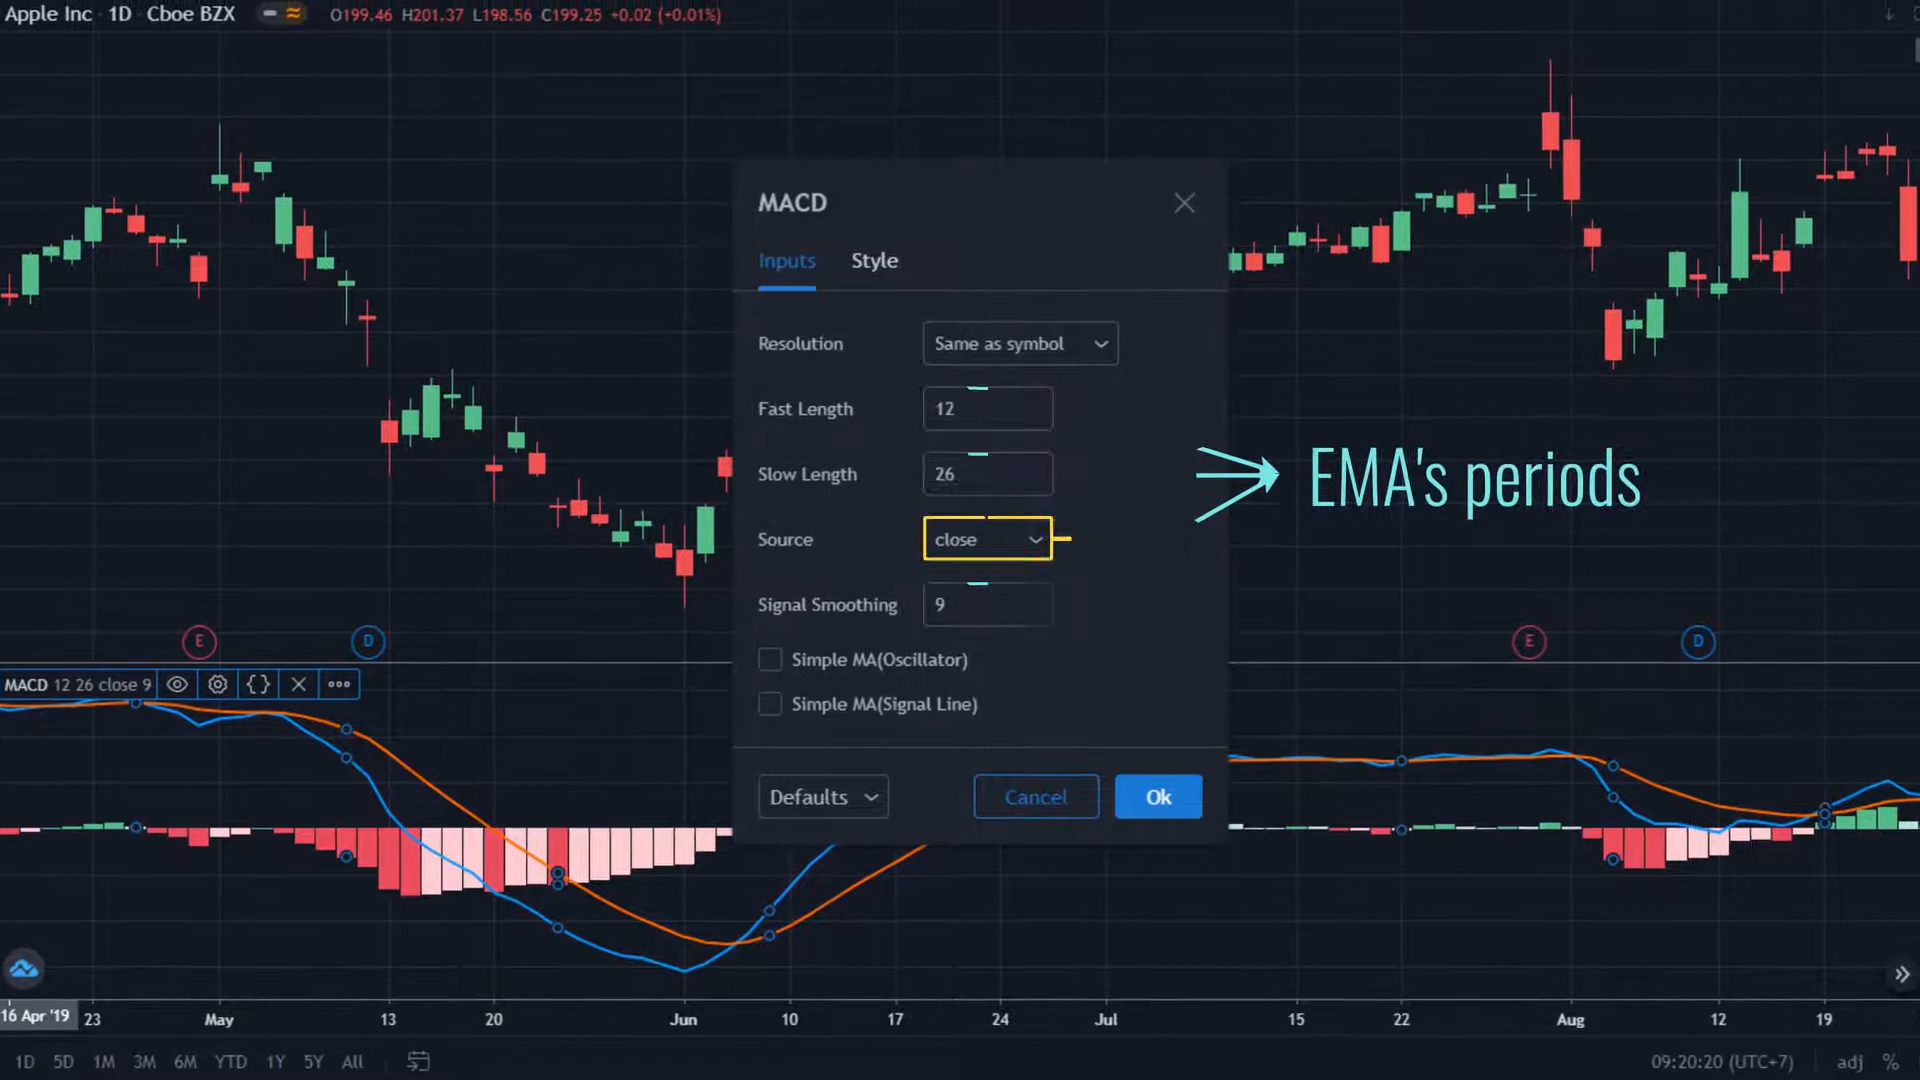 Apple Inc 1D Cboe BZX O199.46 H201.37 L198.56 C199.25 +0.02 (+0.01%)
MACD
Inputs Style
Resolution Same as symbol
Fast Length 12
Slow Length 26
EMA's periods
Source close
Signal Smoothing 9
E D E D
Simple MA(Oscillator)
MACD 12 26 close 9
Simple MA(Signal Line)
Defaults Cancel Ok
16 Apr '19 23 May 13 20 Jun 10 17 24 Jul 15 22 Aug 12 19
1D 5D 1M 3M 6M YTD 1Y 5Y All 09:20:20 (UTC+7) adj %